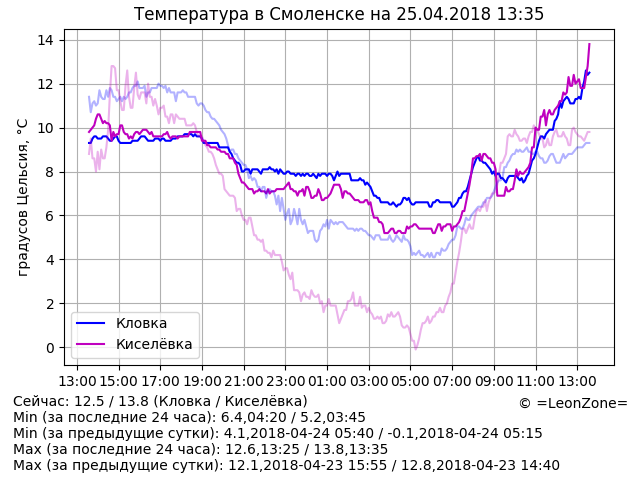 Температура в Смоленске на 25.04.2018 13:35
градусов Цельсия, °C
14
12
10
8
6
4
2
0
Кловка
Киселёвка
13:00 15:00 17:00 19:00 21:00 23:00 01:00 03:00 05:00 07:00 09:00 11:00 13:00
Сейчас: 12.5 / 13.8 (Кловка / Киселёвка)
© =LeonZone=
Min (за последние 24 часа): 6.4,04:20 / 5.2,03:45
Min (за предыдущие сутки): 4.1,2018-04-24 05:40 / -0.1,2018-04-24 05:15
Max (за последние 24 часа): 12.6,13:25 / 13.8,13:35
Max (за предыдущие сутки): 12.1,2018-04-23 15:55 / 12.8,2018-04-23 14:40